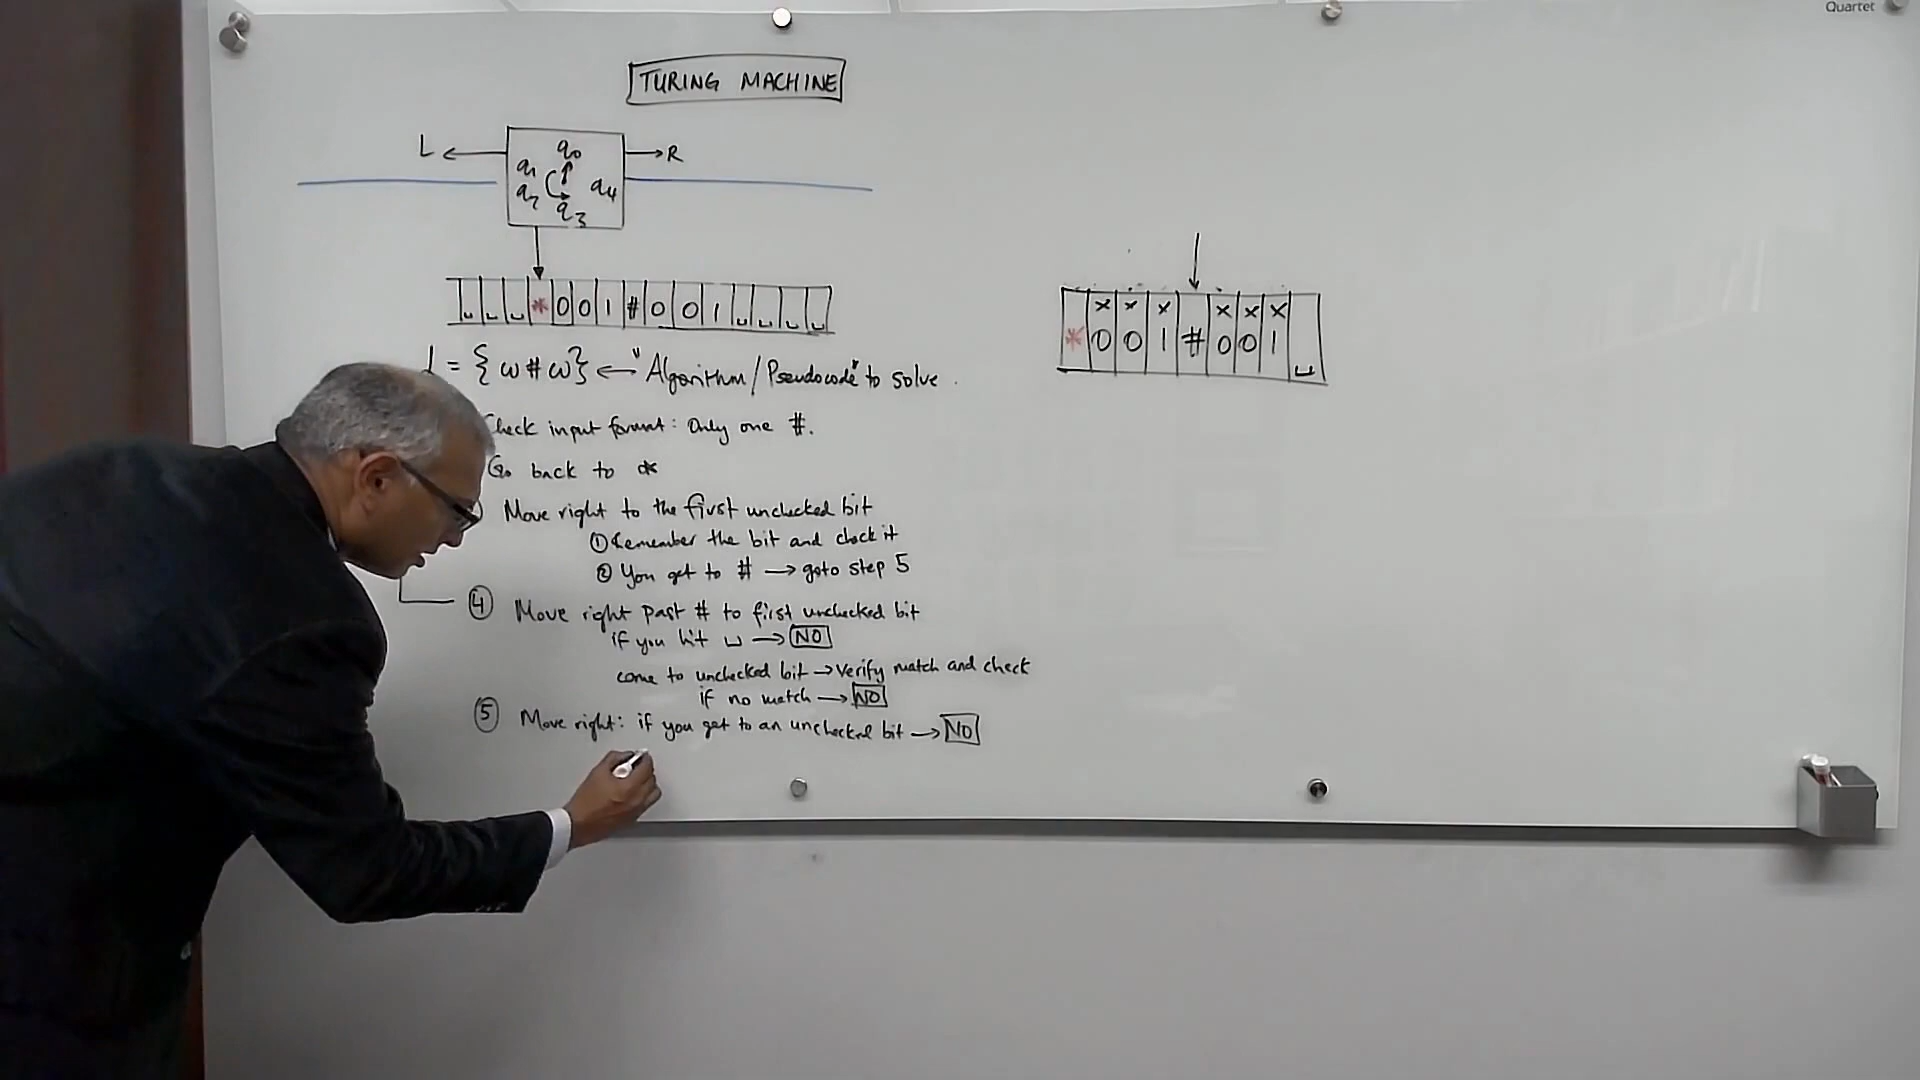 Quartet
TURING MACHINE
L R
q0
q1 q4
q2
q3
␣ ␣ ␣ * 0 0 1 # 0 0 1 ␣ ␣ ␣ ␣
x x x x x x
* 0 0 1 # 0 0 1 ␣
L = {ω # ω} ← "Algorithm/Pseudocode" to solve.
Check input format: Only one #.
Go back to *
Move right to the first unchecked bit
① Remember the bit and check it
② You get to # → goto step 5
④ Move right past # to first unchecked bit
if you hit ␣ → NO
come to unchecked bit → Verify match and check
if no match → NO
⑤ Move right: if you get to an unchecked bit → NO